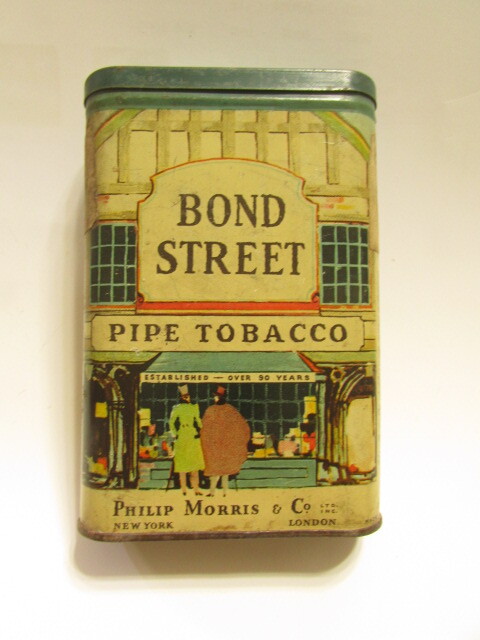 BOND
STREET
PIPE TOBACCO
ESTABLISHED — OVER 90 YEARS
PHILIP MORRIS & Co LTD. INC.
NEW YORK LONDON